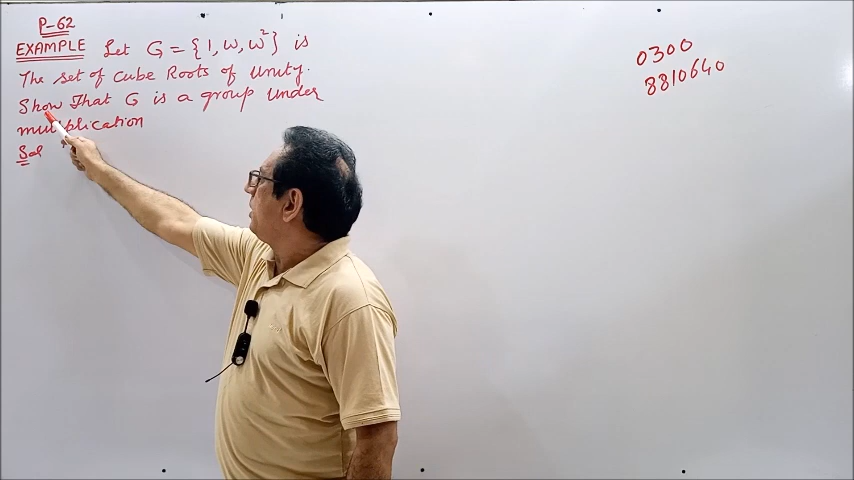 P-62
EXAMPLE Let G = {1, ω, ω²} is
The set of Cube Roots of unity.
Show That G is a group under
multiplication
Sol
0300
8810640